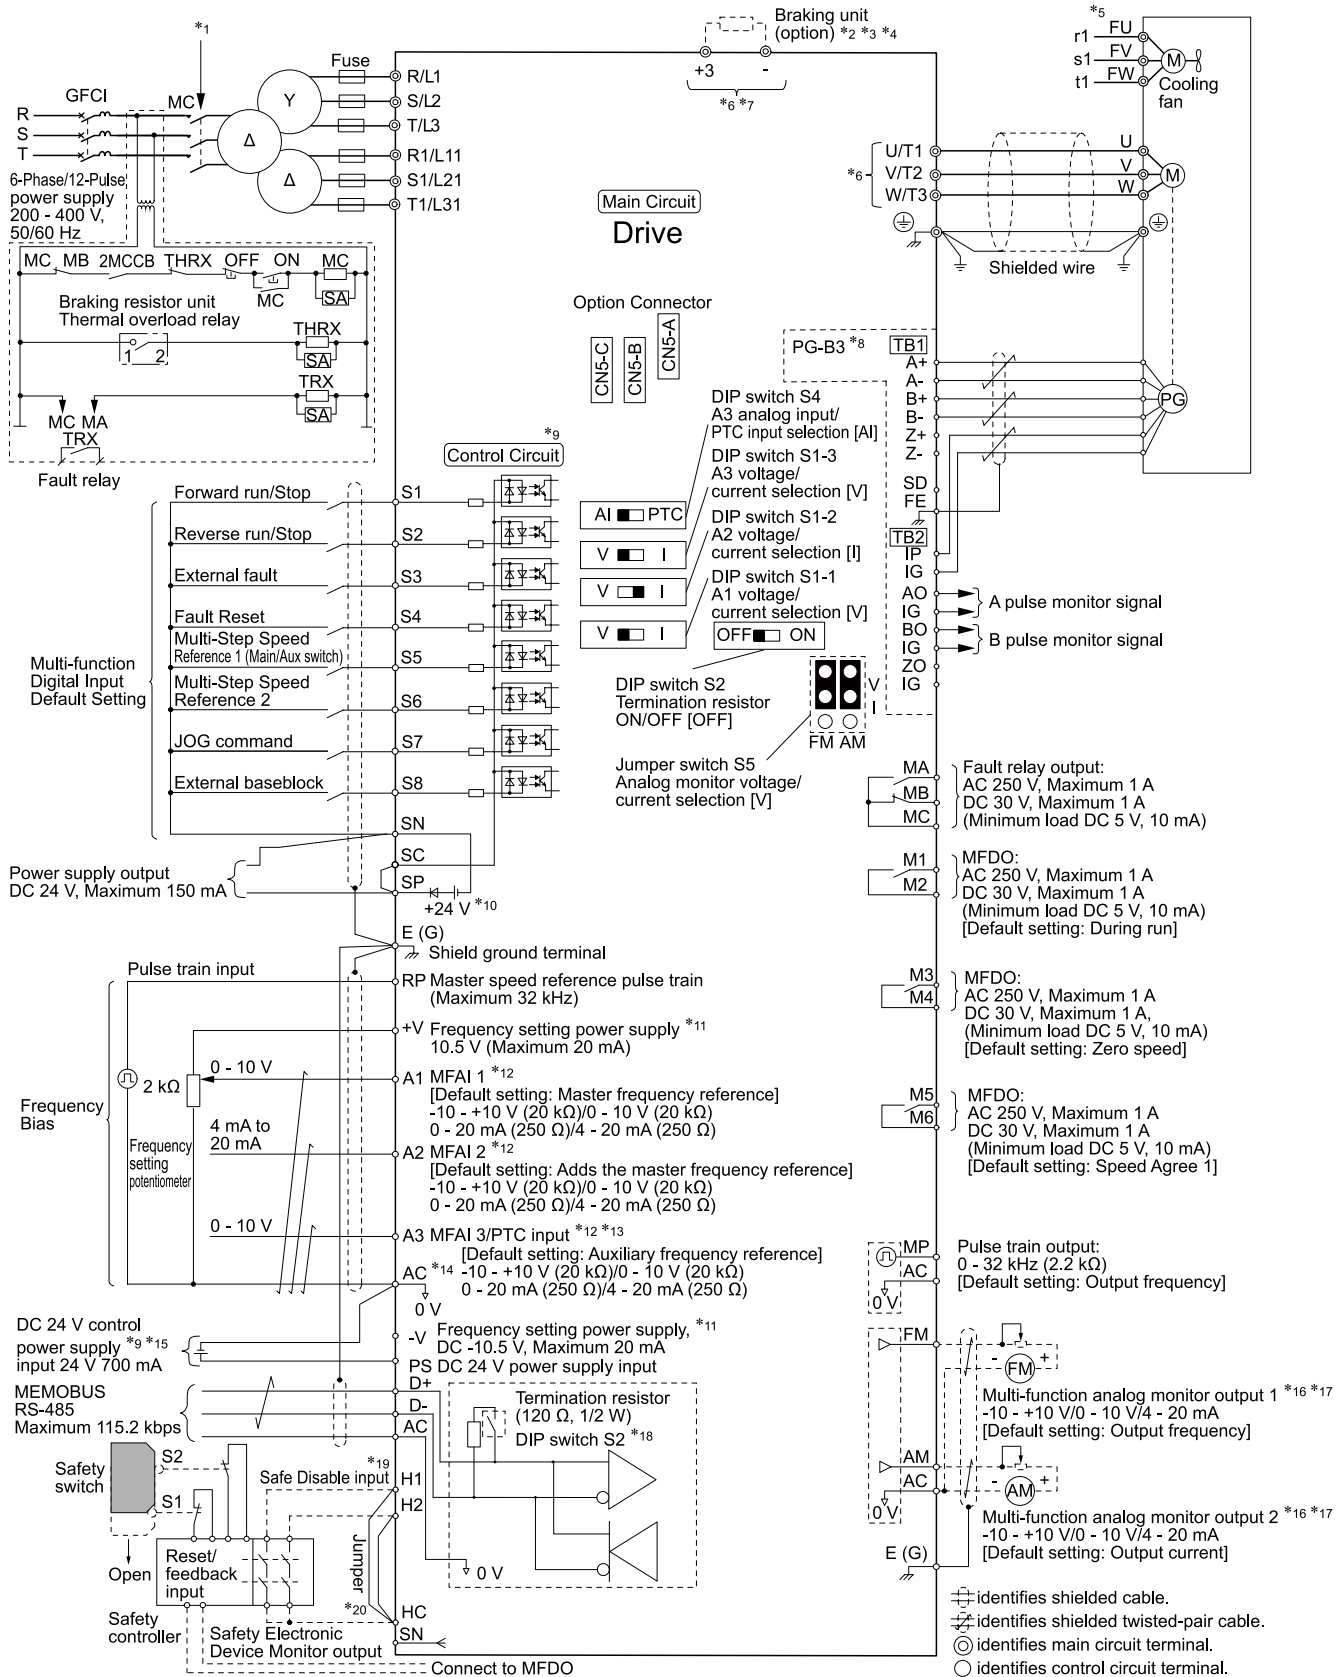 *1
Braking unit
(option) *2 *3 *4
+3 -
*6 *7
*5
r1 FU
s1 FV
t1 FW
M
Cooling
fan
Fuse
GFCI
MC
R
S
T
Y
Δ
Δ
R/L1
S/L2
T/L3
R1/L11
S1/L21
T1/L31
6-Phase/12-Pulse
power supply
200 - 400 V,
50/60 Hz
Main Circuit
Drive
*6
U/T1
V/T2
W/T3
U
V
W
M
Shielded wire
MC MB 2MCCB THRX OFF ON MC
MC
SA
Braking resistor unit
Thermal overload relay
1 2
THRX
SA
TRX
SA
MC MA
TRX
Fault relay
Option Connector
CN5-C
CN5-B
CN5-A
PG-B3 *8
TB1
A+
A-
B+
B-
Z+
Z-
SD
FE
TB2
IP
IG
AO
IG
BO
IG
ZO
IG
PG
A pulse monitor signal
B pulse monitor signal
DIP switch S4
A3 analog input/
PTC input selection [AI]
DIP switch S1-3
A3 voltage/
current selection [V]
DIP switch S1-2
A2 voltage/
current selection [I]
DIP switch S1-1
A1 voltage/
current selection [V]
AI PTC
V I
V I
V I
OFF ON
DIP switch S2
Termination resistor
ON/OFF [OFF]
V
I
FM AM
Jumper switch S5
Analog monitor voltage/
current selection [V]
*9
Control Circuit
Multi-function
Digital Input
Default Setting
Forward run/Stop
S1
Reverse run/Stop
S2
External fault
S3
Fault Reset
S4
Multi-Step Speed
Reference 1 (Main/Aux switch)
S5
Multi-Step Speed
Reference 2
S6
JOG command
S7
External baseblock
S8
SN
SC
SP
+24 V *10
Power supply output
DC 24 V, Maximum 150 mA
E (G)
Shield ground terminal
MA
MB
MC
Fault relay output:
AC 250 V, Maximum 1 A
DC 30 V, Maximum 1 A
(Minimum load DC 5 V, 10 mA)
M1
M2
MFDO:
AC 250 V, Maximum 1 A
DC 30 V, Maximum 1 A
(Minimum load DC 5 V, 10 mA)
[Default setting: During run]
M3
M4
MFDO:
AC 250 V, Maximum 1 A
DC 30 V, Maximum 1 A,
(Minimum load DC 5 V, 10 mA)
[Default setting: Zero speed]
M5
M6
MFDO:
AC 250 V, Maximum 1 A
DC 30 V, Maximum 1 A
(Minimum load DC 5 V, 10 mA)
[Default setting: Speed Agree 1]
Pulse train input
RP Master speed reference pulse train
(Maximum 32 kHz)
+V Frequency setting power supply *11
10.5 V (Maximum 20 mA)
Frequency
Bias
2 kΩ
0 - 10 V
Frequency
setting
potentiometer
A1 MFAI 1 *12
[Default setting: Master frequency reference]
-10 - +10 V (20 kΩ)/0 - 10 V (20 kΩ)
0 - 20 mA (250 Ω)/4 - 20 mA (250 Ω)
4 mA to
20 mA
A2 MFAI 2 *12
[Default setting: Adds the master frequency reference]
-10 - +10 V (20 kΩ)/0 - 10 V (20 kΩ)
0 - 20 mA (250 Ω)/4 - 20 mA (250 Ω)
0 - 10 V
A3 MFAI 3/PTC input *12 *13
[Default setting: Auxiliary frequency reference]
AC *14 -10 - +10 V (20 kΩ)/0 - 10 V (20 kΩ)
0 - 20 mA (250 Ω)/4 - 20 mA (250 Ω)
0 V
-V Frequency setting power supply, *11
DC -10.5 V, Maximum 20 mA
PS DC 24 V power supply input
DC 24 V control
power supply *9 *15
input 24 V 700 mA
MEMOBUS
RS-485
Maximum 115.2 kbps
D+
D-
AC
Termination resistor
(120 Ω, 1/2 W)
DIP switch S2 *18
0 V
MP
AC
0 V
Pulse train output:
0 - 32 kHz (2.2 kΩ)
[Default setting: Output frequency]
FM
- +
FM
Multi-function analog monitor output 1 *16 *17
-10 - +10 V/0 - 10 V/4 - 20 mA
[Default setting: Output frequency]
AM
AC
0 V
- +
AM
Multi-function analog monitor output 2 *16 *17
-10 - +10 V/0 - 10 V/4 - 20 mA
[Default setting: Output current]
E (G)
Safety
switch
S2
S1
Open
Safety
controller
Reset/
feedback
input
*19
Safe Disable input
H1
H2
Jumper
*20
HC
SN
Safety Electronic
Device Monitor output
Connect to MFDO
identifies shielded cable.
identifies shielded twisted-pair cable.
identifies main circuit terminal.
identifies control circuit terminal.